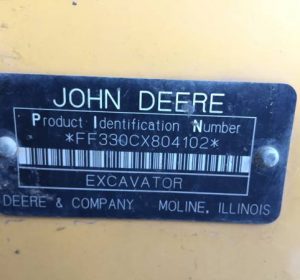 JOHN DEERE
Product Identification Number
*FF330CX804102*
EXCAVATOR
DEERE & COMPANY MOLINE, ILLINOIS